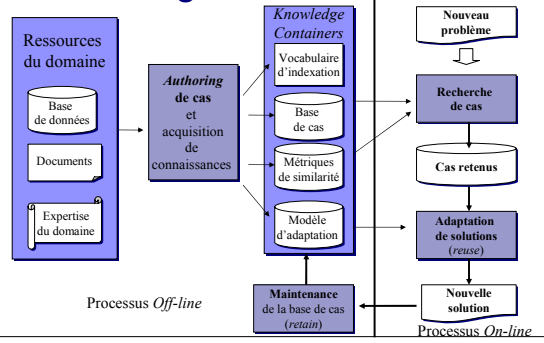 Ressources
du domaine
Base
de données
Documents
Expertise
du domaine
Authoring
de cas
et
acquisition
de
connaissances
Knowledge
Containers
Vocabulaire
d'indexation
Base
de cas
Métriques
de similarité
Modèle
d'adaptation
Maintenance
de la base de cas
(retain)
Processus Off-line
Nouveau
problème
Recherche
de cas
Cas retenus
Adaptation
de solutions
(reuse)
Nouvelle
solution
Processus On-line